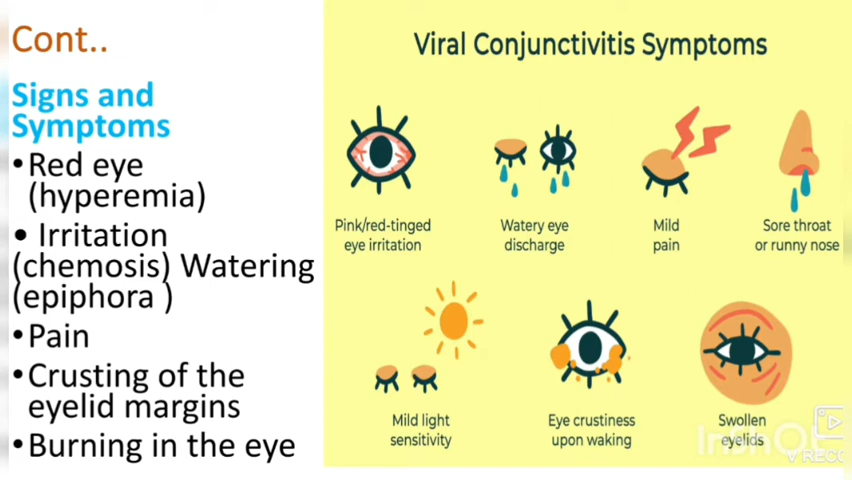 Cont..
Signs and
Symptoms
•Red eye
(hyperemia)
• Irritation
(chemosis) Watering
(epiphora )
•Pain
•Crusting of the
eyelid margins
•Burning in the eye
Viral Conjunctivitis Symptoms
Pink/red-tinged
eye irritation
Watery eye
discharge
Mild
pain
Sore throat
or runny nose
Mild light
sensitivity
Eye crustiness
upon waking
Swollen
eyelids
InShO